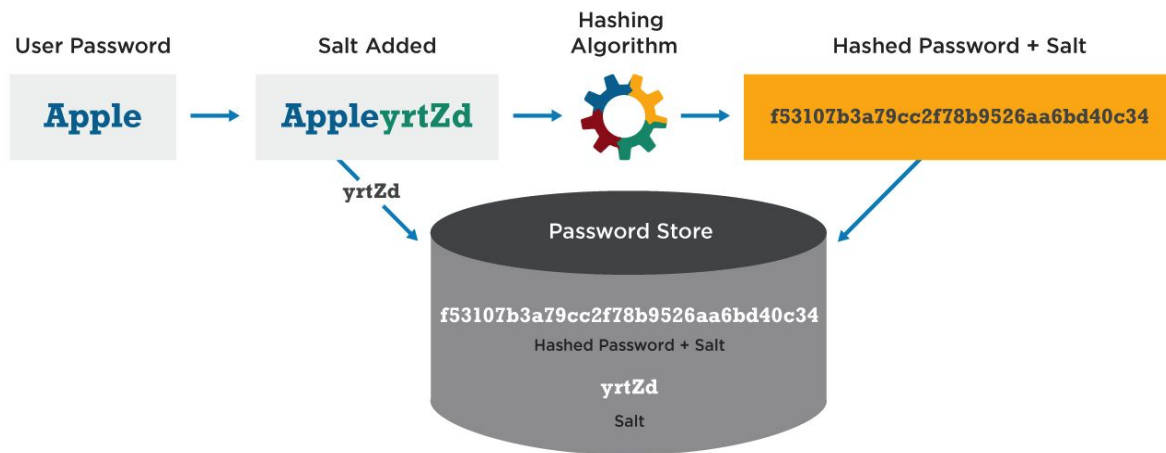 User Password
Salt Added
Hashing
Algorithm
Hashed Password + Salt
Apple
AppleyrtZd
f53107b3a79cc2f78b9526aa6bd40c34
yrtZd
Password Store
f53107b3a79cc2f78b9526aa6bd40c34
Hashed Password + Salt
yrtZd
Salt